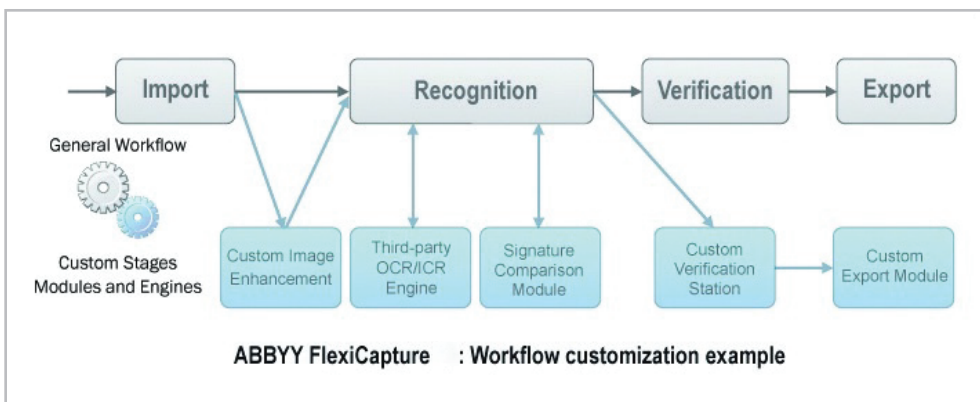 Import
Recognition
Verification
Export
General Workflow
Custom Stages
Modules and Engines
Custom Image
Enhancement
Third-party
OCR/ICR
Engine
Signature
Comparison
Module
Custom
Verification
Station
Custom
Export Module
ABBYY FlexiCapture : Workflow customization example